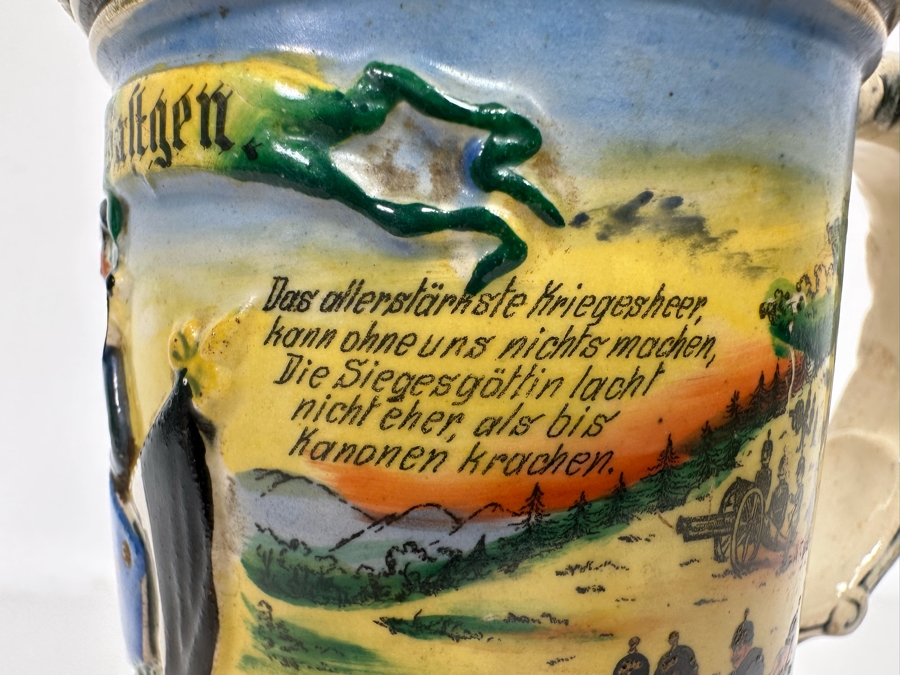 Das allerstärkste Kriegesheer,
kann ohne uns nichts machen,
Die Siegesgöttin lacht
nicht eher, als bis
Kanonen krachen.